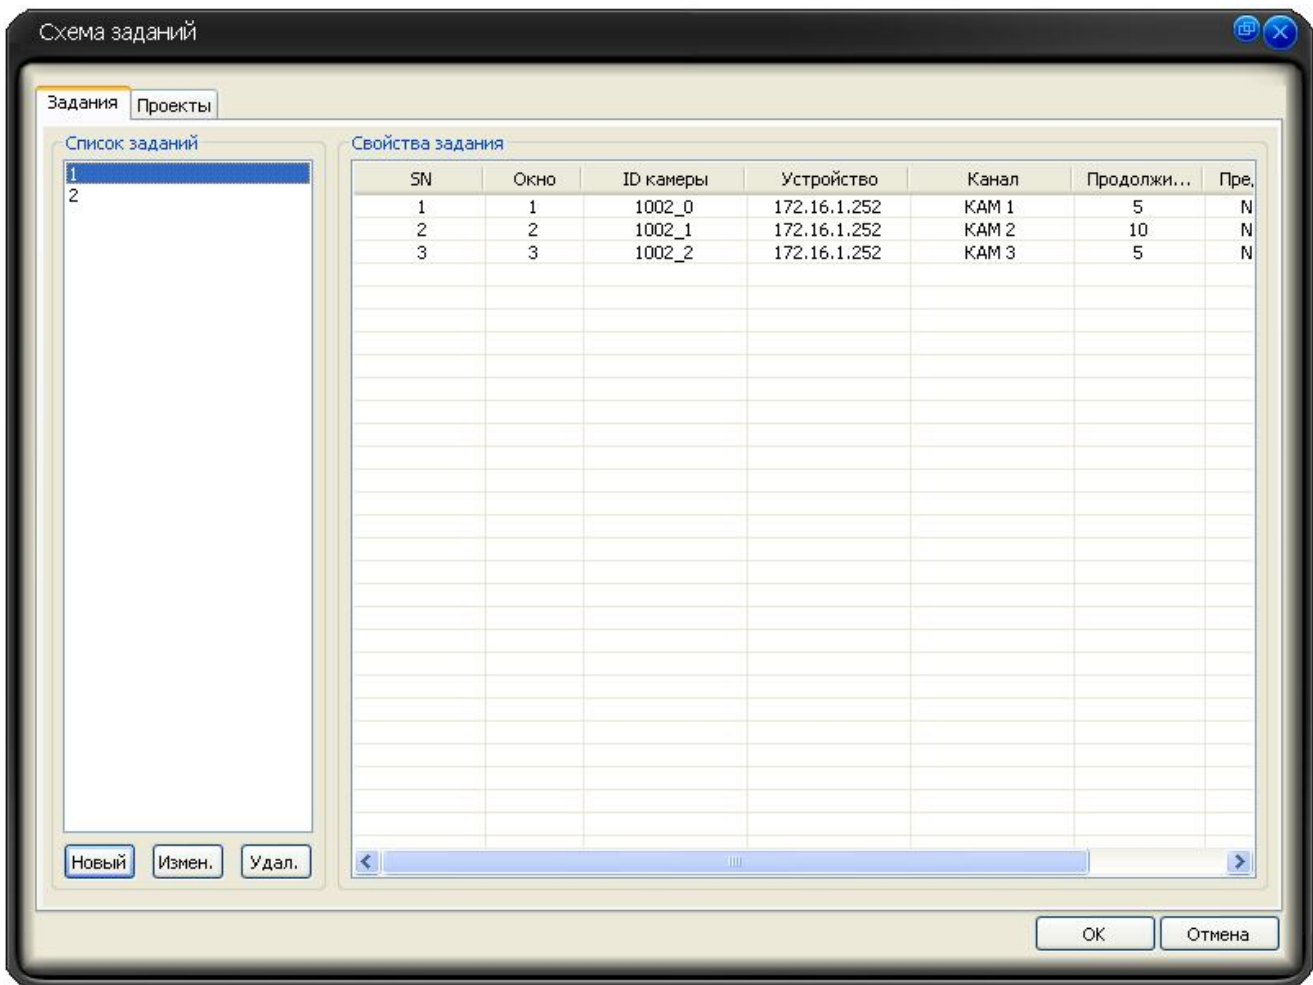 Схема заданий
Задания Проекты
Список заданий
1
2
Свойства задания
SN Окно ID камеры Устройство Канал Продолжи... Пре.
1 1 1002_0 172.16.1.252 КАМ 1 5 N
2 2 1002_1 172.16.1.252 КАМ 2 10 N
3 3 1002_2 172.16.1.252 КАМ 3 5 N
Новый Измен. Удал.
OK Отмена